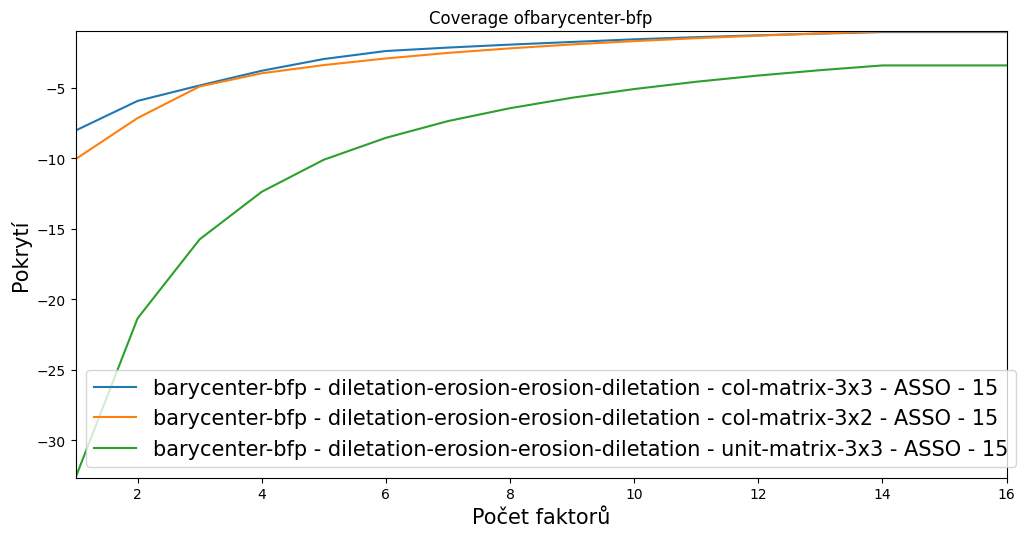 Coverage ofbarycenter-bfp
Pokrytí
−5
−10
−15
−20
−25
−30
barycenter-bfp - diletation-erosion-erosion-diletation - col-matrix-3x3 - ASSO - 15
barycenter-bfp - diletation-erosion-erosion-diletation - col-matrix-3x2 - ASSO - 15
barycenter-bfp - diletation-erosion-erosion-diletation - unit-matrix-3x3 - ASSO - 15
2 4 6 8 10 12 14 16
Počet faktorů